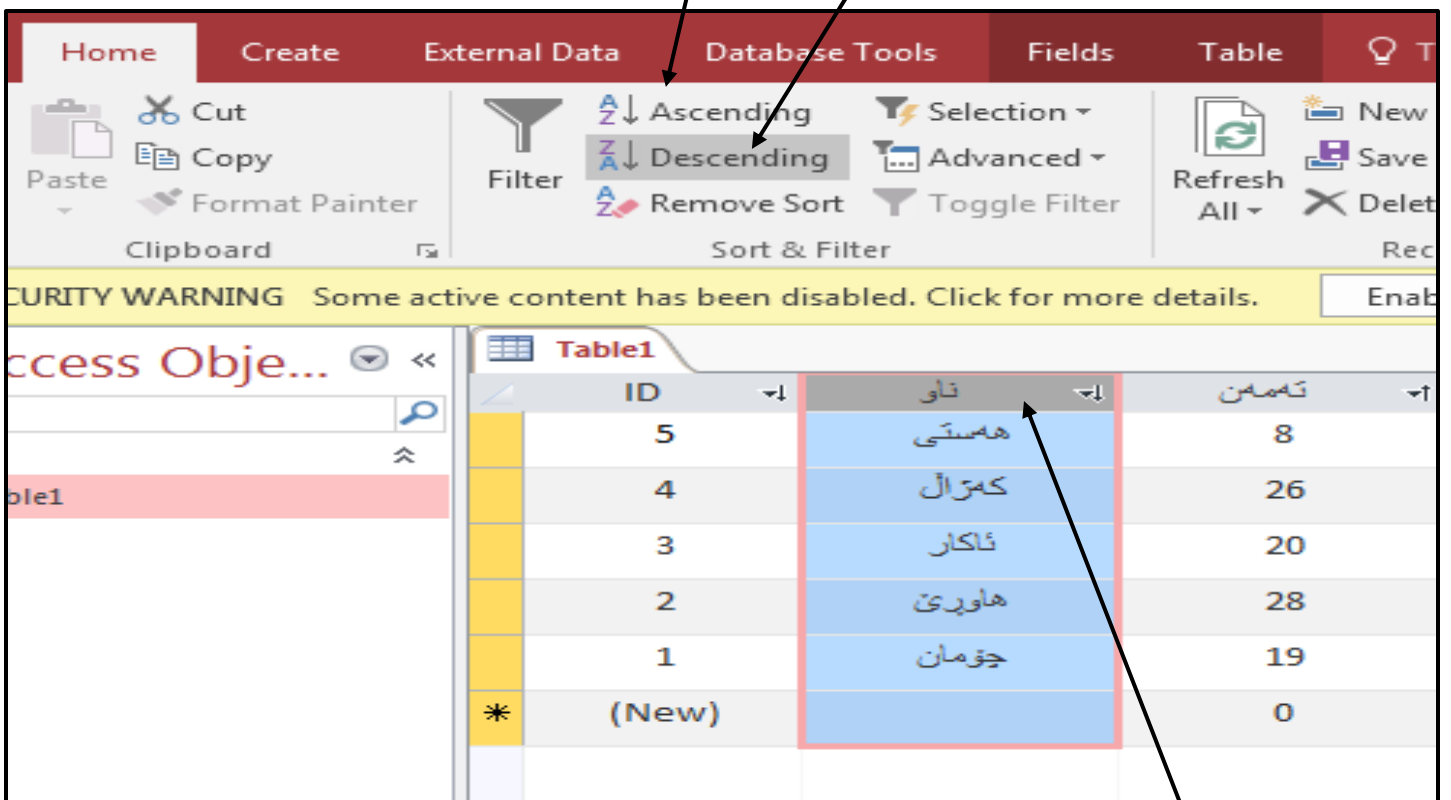 Home Create External Data Database Tools Fields Table T
Cut Ascending Selection New
Copy Descending Advanced Save
Paste Filter Refresh
Format Painter Remove Sort Toggle Filter All Delet
Clipboard Sort & Filter Rec
CURITY WARNING Some active content has been disabled. Click for more details. Enab
ccess Obje... Table1
ID ناو تەمەن
5 هەستی 8
ble1 4 کەژاڵ 26
3 ئاکار 20
2 هاوڕێ 28
1 چۆمان 19
(New) 0